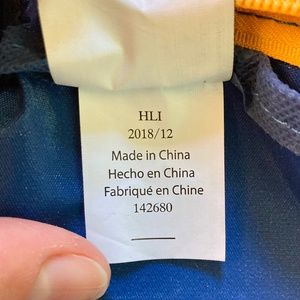 HLI
2018/12
Made in China
Hecho en China
Fabriqué en Chine
142680